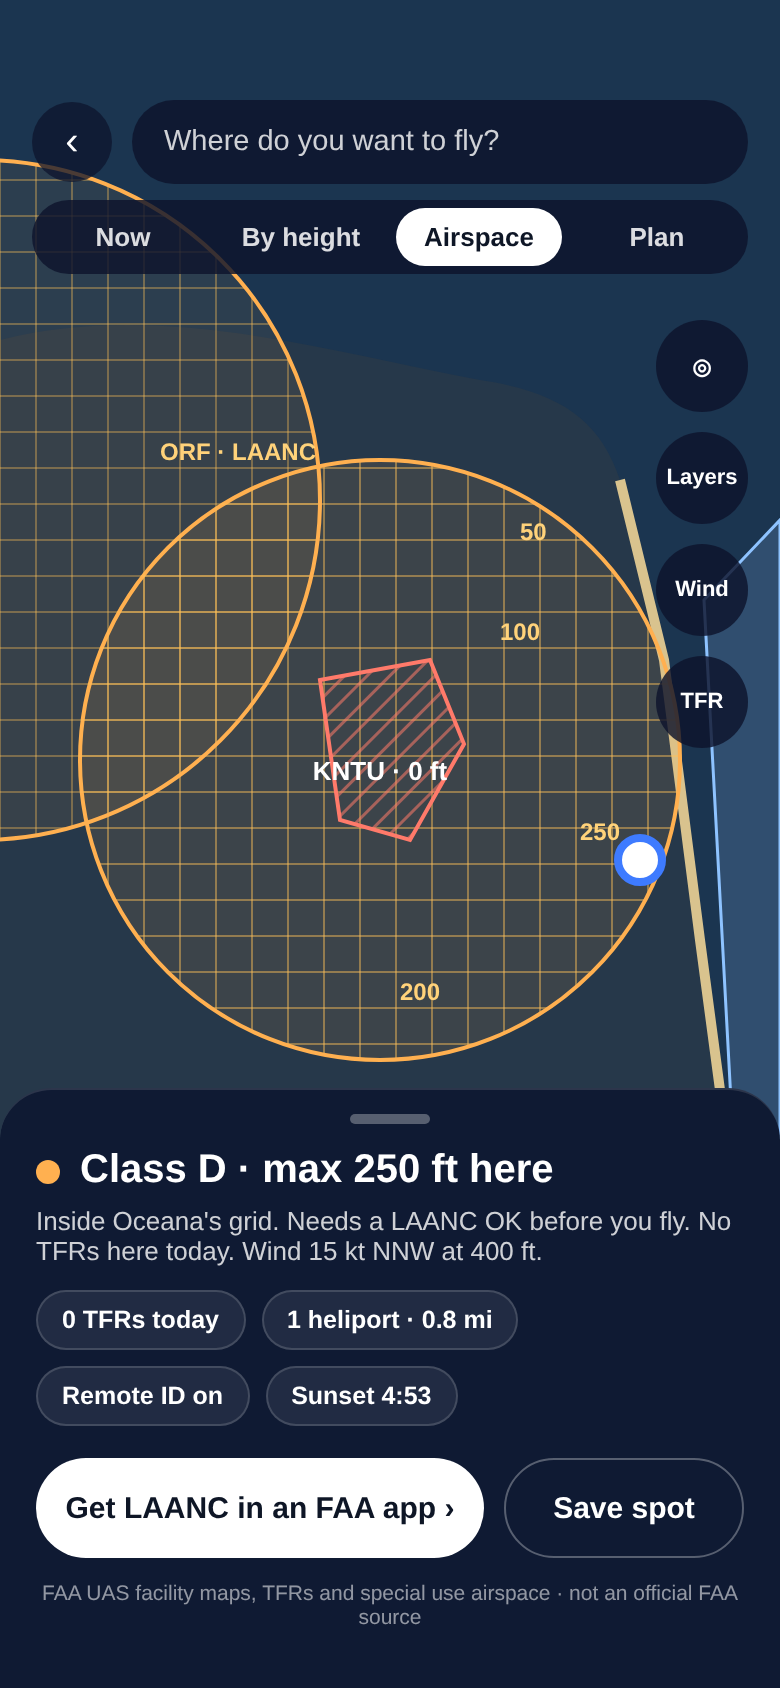 ‹
Where do you want to fly?
Now
By height
Airspace
Plan
◎
ORF · LAANC
Layers
50
Wind
100
TFR
KNTU · 0 ft
250
200
Class D · max 250 ft here
Inside Oceana's grid. Needs a LAANC OK before you fly. No
TFRs here today. Wind 15 kt NNW at 400 ft.
0 TFRs today
1 heliport · 0.8 mi
Remote ID on
Sunset 4:53
Get LAANC in an FAA app ›
Save spot
FAA UAS facility maps, TFRs and special use airspace · not an official FAA
source